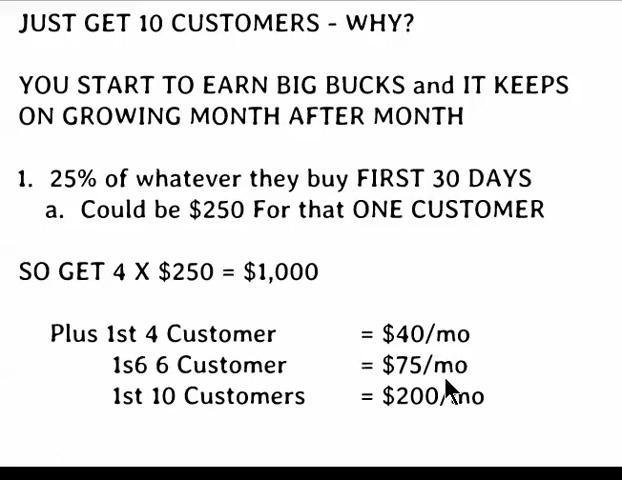 JUST GET 10 CUSTOMERS - WHY?
YOU START TO EARN BIG BUCKS and IT KEEPS
ON GROWING MONTH AFTER MONTH
1. 25% of whatever they buy FIRST 30 DAYS
a. Could be $250 For that ONE CUSTOMER
SO GET 4 X $250 = $1,000
Plus 1st 4 Customer = $40/mo
1s6 6 Customer = $75/mo
1st 10 Customers = $200/mo